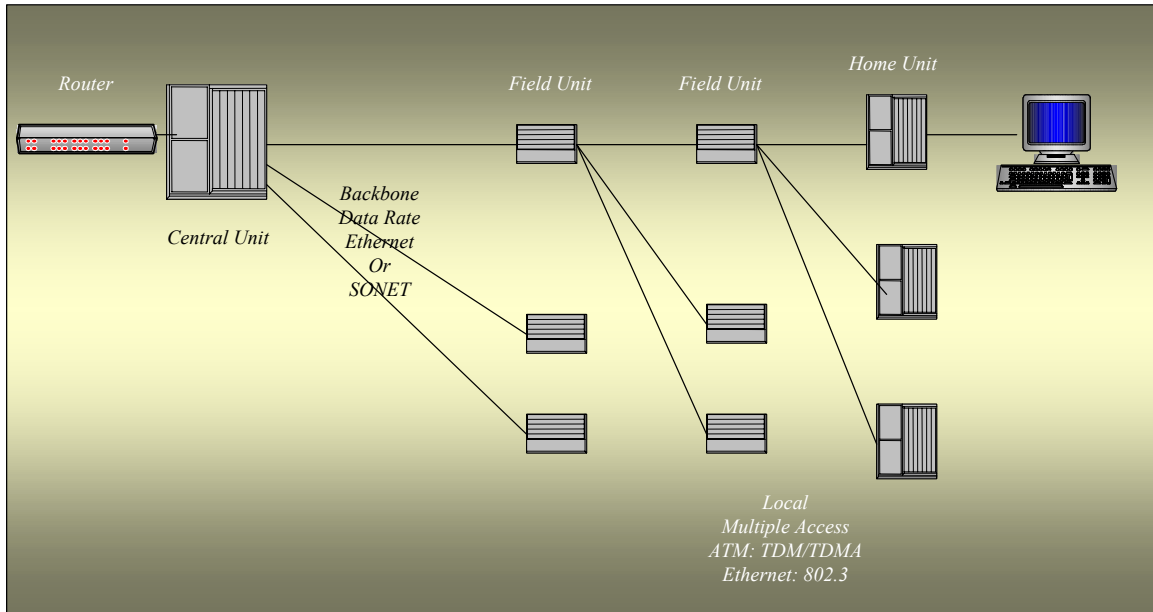 Router
Field Unit
Field Unit
Home Unit
Central Unit
Backbone
Data Rate
Ethernet
Or
SONET
Local
Multiple Access
ATM: TDM/TDMA
Ethernet: 802.3